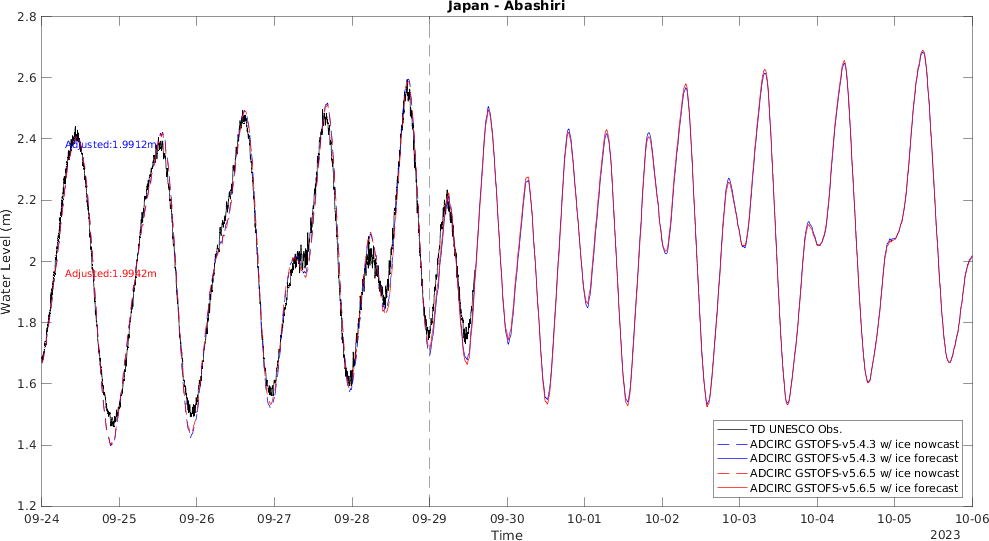 Japan - Abashiri
Water Level (m)
2.8
2.6
2.4
2.2
2
1.8
1.6
1.4
1.2
Adjusted:1.9912m
Adjusted:1.9942m
TD UNESCO Obs.
ADCIRC GSTOFS-v5.4.3 w/ ice nowcast
ADCIRC GSTOFS-v5.4.3 w/ ice forecast
ADCIRC GSTOFS-v5.6.5 w/ ice nowcast
ADCIRC GSTOFS-v5.6.5 w/ ice forecast
09-24 09-25 09-26 09-27 09-28 09-29 09-30 10-01 10-02 10-03 10-04 10-05 10-06
Time
2023